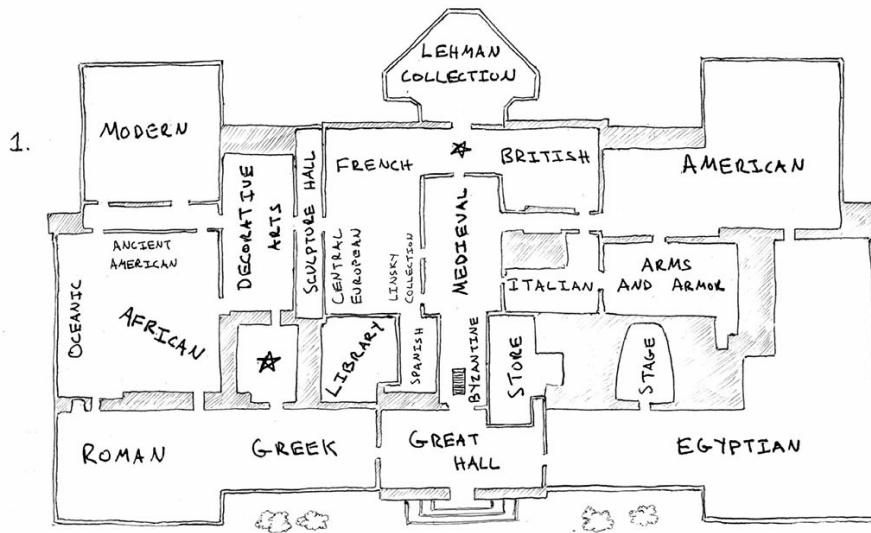 LEHMAN
COLLECTION
1.
MODERN
FRENCH
BRITISH
AMERICAN
DECORATIVE
ARTS
SCULPTURE HALL
MEDIEVAL
ANCIENT
AMERICAN
CENTRAL
EUROPEAN
LINSKY
COLLECTION
ITALIAN
ARMS
AND ARMOR
OCEANIC
AFRICAN
LIBRARY
SPANISH
BYZANTINE
STORE
STAGE
ROMAN
GREEK
GREAT
HALL
EGYPTIAN